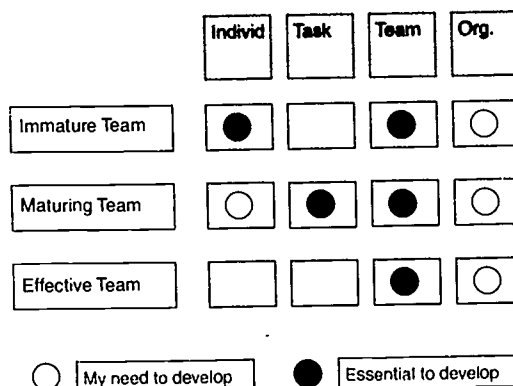 Individ Task Team Org.
Immature Team
Maturing Team
Effective Team
My need to develop Essential to develop